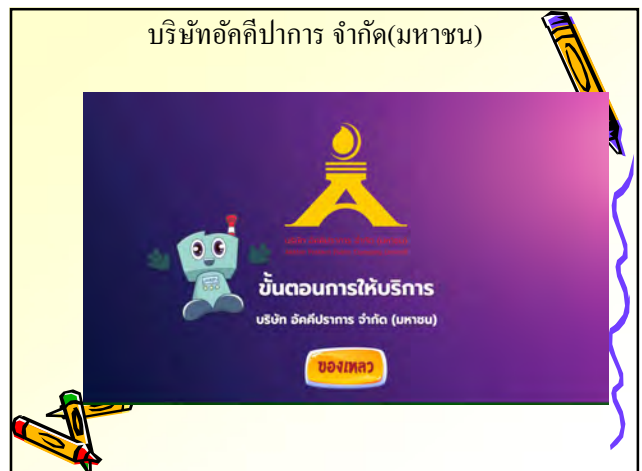 บริษัทอัคคีปาการ จำกัด(มหาชน)
ขั้นตอนการให้บริการ
บริษัท อัคคีปราการ จำกัด (มหาชน)
ของเหลว